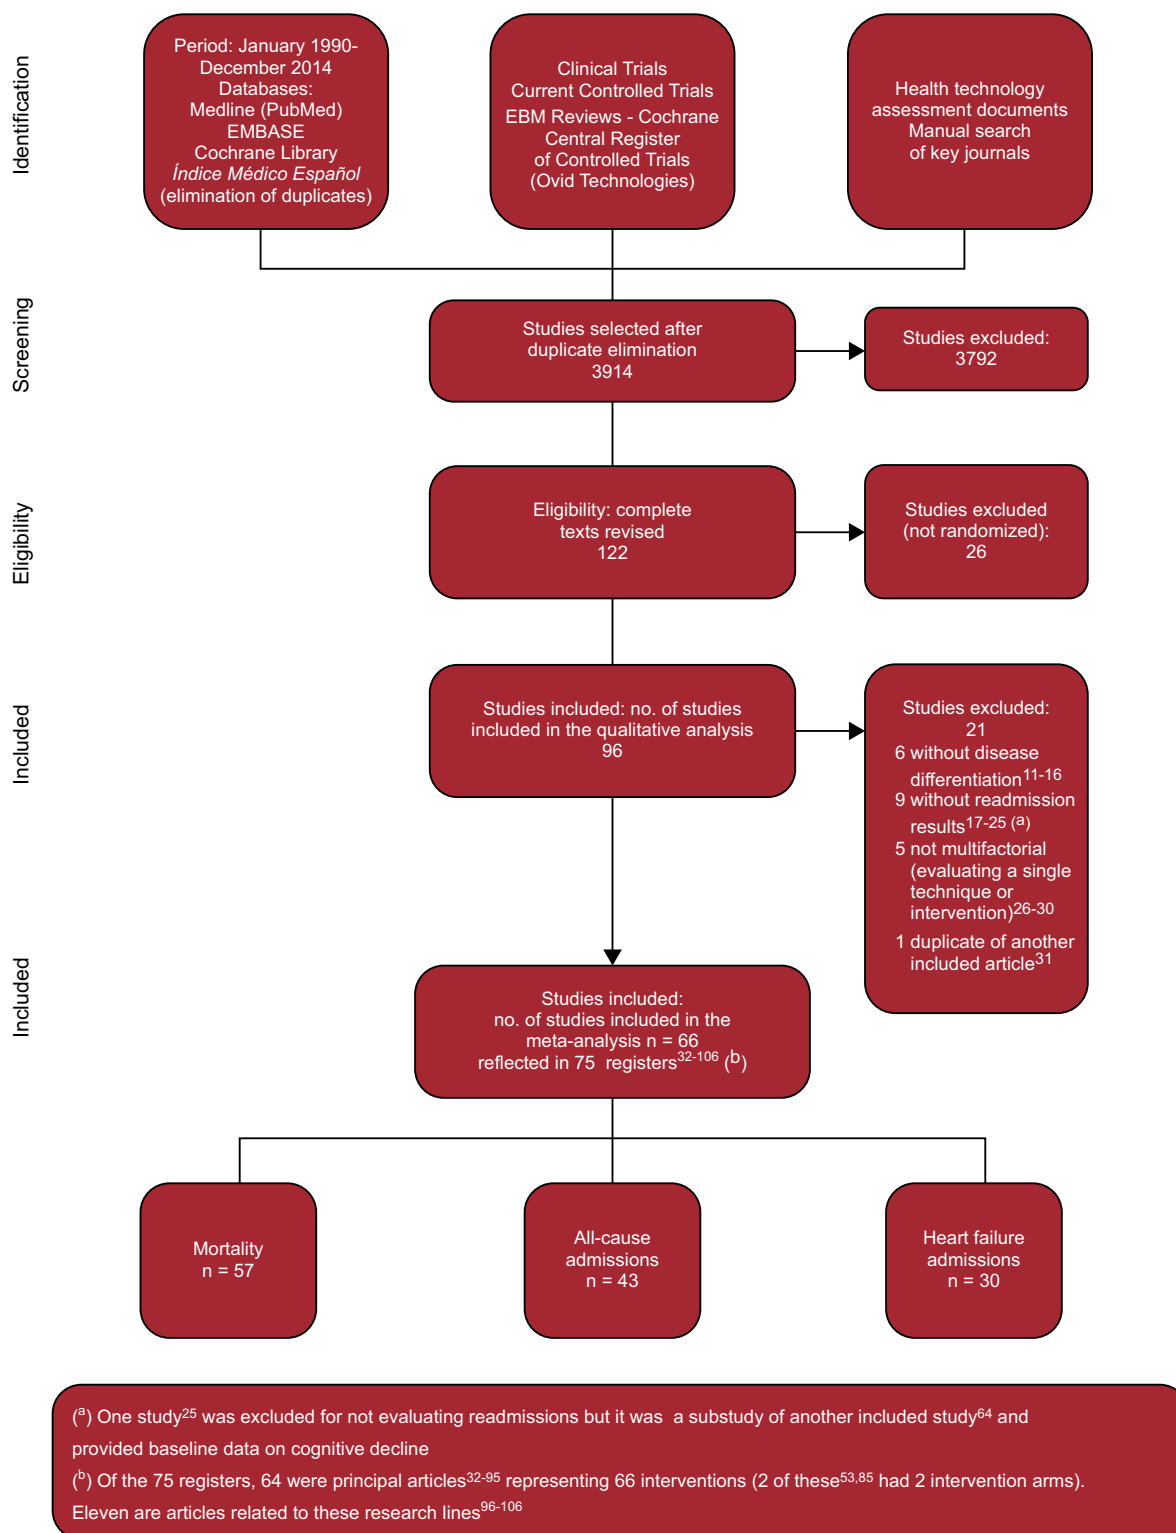 Identification
Period: January 1990-
December 2014
Databases:
Medline (PubMed)
EMBASE
Cochrane Library
Índice Médico Español
(elimination of duplicates)
Clinical Trials
Current Controlled Trials
EBM Reviews - Cochrane
Central Register
of Controlled Trials
(Ovid Technologies)
Health technology
assessment documents
Manual search
of key journals
Screening
Studies selected after
duplicate elimination
3914
Studies excluded:
3792
Eligibility
Eligibility: complete
texts revised
122
Studies excluded
(not randomized):
26
Included
Studies included: no. of studies
included in the qualitative analysis
96
Studies excluded:
21
6 without disease
differentiation11-16
9 without readmission
results17-25 (a)
5 not multifactorial
(evaluating a single
technique or
intervention)26-30
1 duplicate of another
included article31
Included
Studies included:
no. of studies included in the
meta-analysis n = 66
reflected in 75 registers32-106 (b)
Mortality
n = 57
All-cause
admissions
n = 43
Heart failure
admissions
n = 30
(a) One study25 was excluded for not evaluating readmissions but it was a substudy of another included study64 and
provided baseline data on cognitive decline
(b) Of the 75 registers, 64 were principal articles32-95 representing 66 interventions (2 of these53,85 had 2 intervention arms).
Eleven are articles related to these research lines96-106